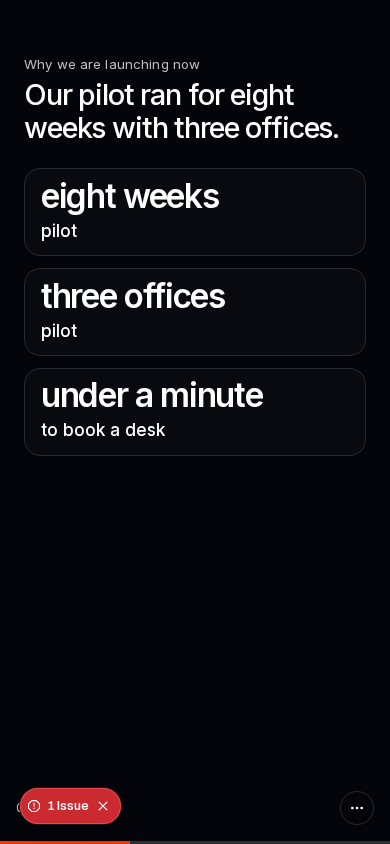 Why we are launching now
Our pilot ran for eight
weeks with three offices.
eight weeks
pilot
three offices
pilot
under a minute
to book a desk
1 Issue